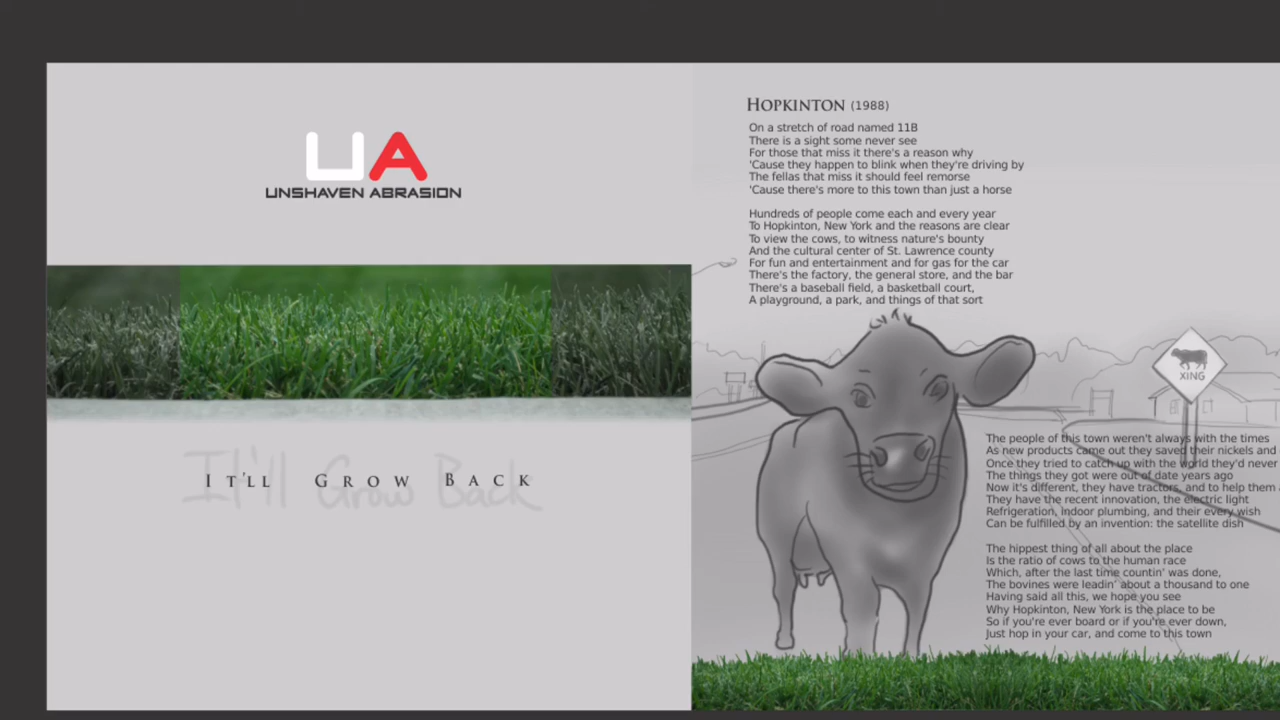 UA
UNSHAVEN ABRASION
It'll Grow Back
It'll Grow Back
HOPKINTON (1988)
On a stretch of road named 11B
There is a sight some never see
For those that miss it there's a reason why
'Cause they happen to blink when they're driving by
The fellas that miss it should feel remorse
'Cause there's more to this town than just a horse
Hundreds of people come each and every year
To Hopkinton, New York and the reasons are clear
To view the cows, to witness nature's bounty
And the cultural center of St. Lawrence county
For fun and entertainment and for gas for the car
There's the factory, the general store, and the bar
There's a baseball field, a basketball court,
A playground, a park, and things of that sort
XING
The people of this town weren't always with the times
As new products came out they saved their nickels and
Once they tried to catch up with the world they'd never
The things they got were out of date years ago
Now it's different, they have tractors, and to help them
They have the recent innovation, the electric light
Refrigeration, indoor plumbing, and their every wish
Can be fulfilled by an invention: the satellite dish
The hippest thing of all about the place
Is the ratio of cows to the human race
Which, after the last time countin' was done,
The bovines were leadin' about a thousand to one
Having said all this, we hope you see
Why Hopkinton, New York is the place to be
So if you're ever board or if you're ever down,
Just hop in your car, and come to this town